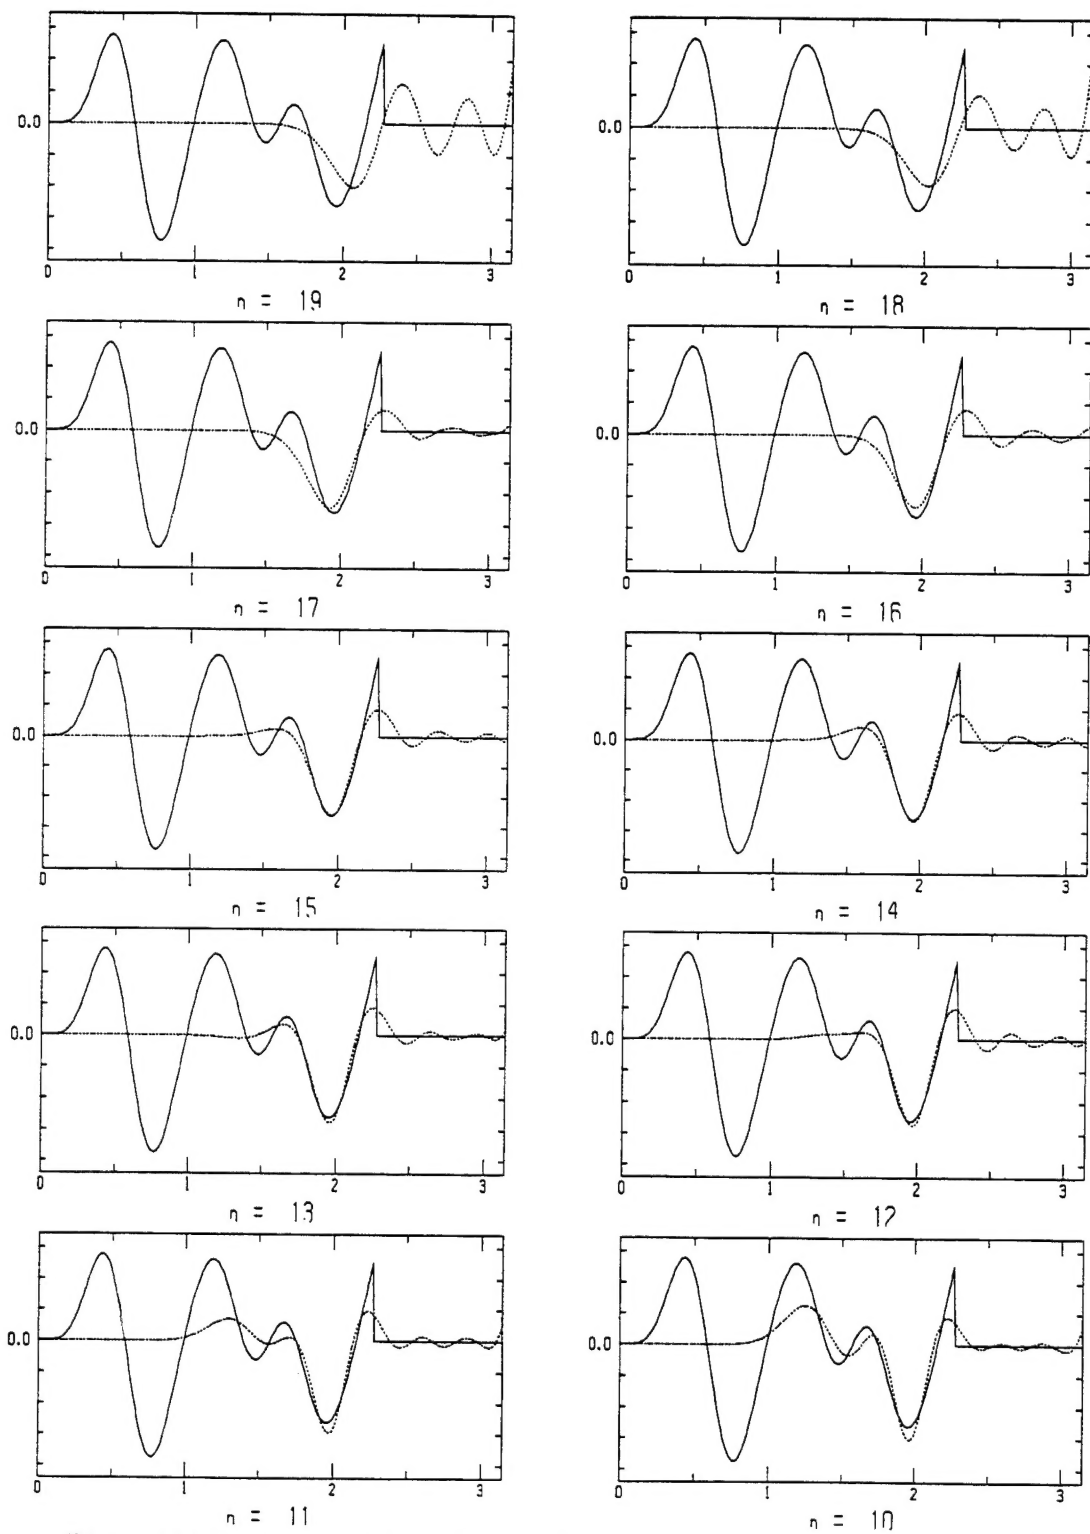 0.0 0.0
0 1 2 3 0 1 2 3
n = 19 n = 18
0.0 0.0
0 1 2 3 0 1 2 3
n = 17 n = 16
0.0 0.0
0 1 2 3 0 1 2 3
n = 15 n = 14
0.0 0.0
0 1 2 3 0 1 2 3
n = 13 n = 12
0.0 0.0
0 1 2 3 0 1 2 3
n = 11 n = 10